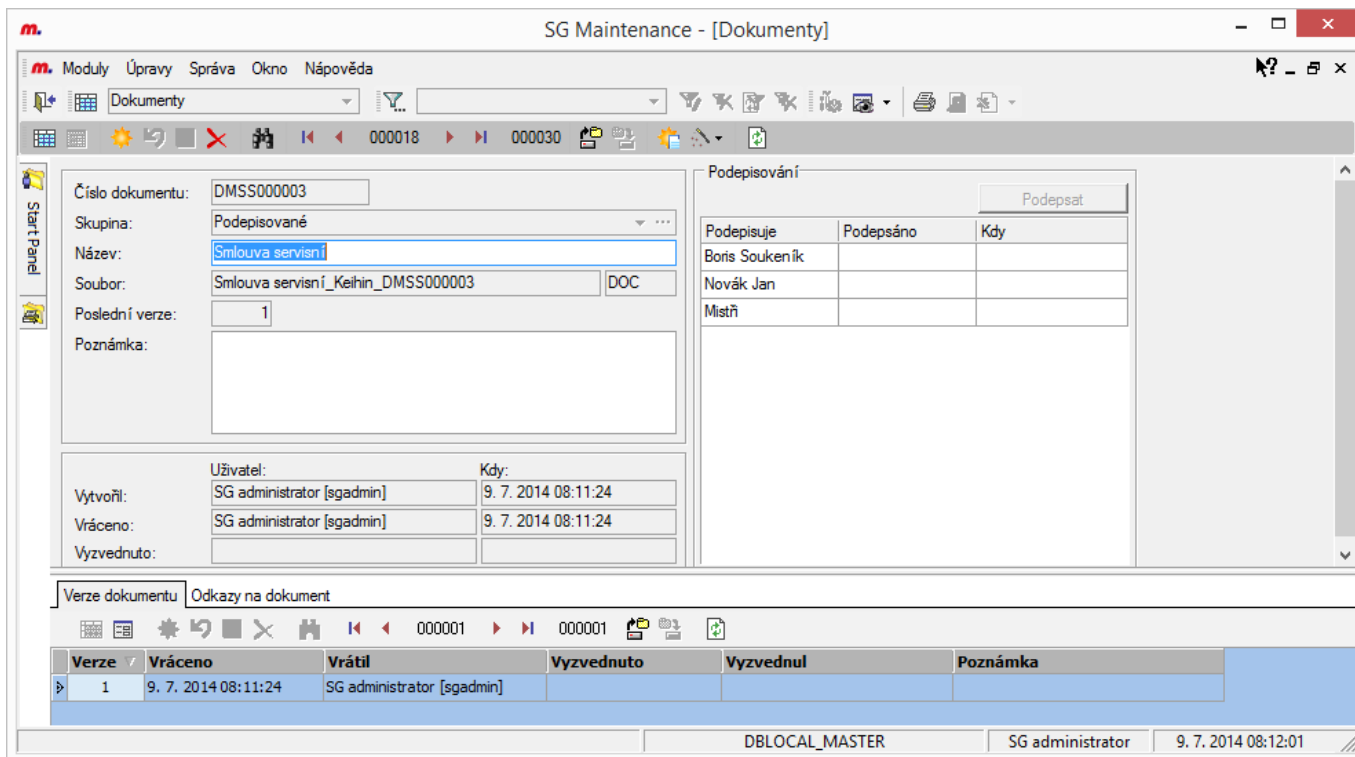 m. SG Maintenance - [Dokumenty]
m. Moduly Úpravy Správa Okno Nápověda
Dokumenty
000018 000030
Start Panel
Číslo dokumentu: DMSS000003
Skupina: Podepisované
Název: Smlouva servisní
Soubor: Smlouva servisní_Keihin_DMSS000003 DOC
Poslední verze: 1
Poznámka:
Uživatel: Kdy:
Vytvořil: SG administrator [sgadmin] 9. 7. 2014 08:11:24
Vráceno: SG administrator [sgadmin] 9. 7. 2014 08:11:24
Vyzvednuto:
Podepisování
Podepsat
Podepisuje Podepsáno Kdy
Boris Soukeník
Novák Jan
Mistři
Verze dokumentu Odkazy na dokument
000001 000001
Verze Vráceno Vrátil Vyzvednuto Vyzvednul Poznámka
1 9. 7. 2014 08:11:24 SG administrator [sgadmin]
DBLOCAL_MASTER SG administrator 9. 7. 2014 08:12:01